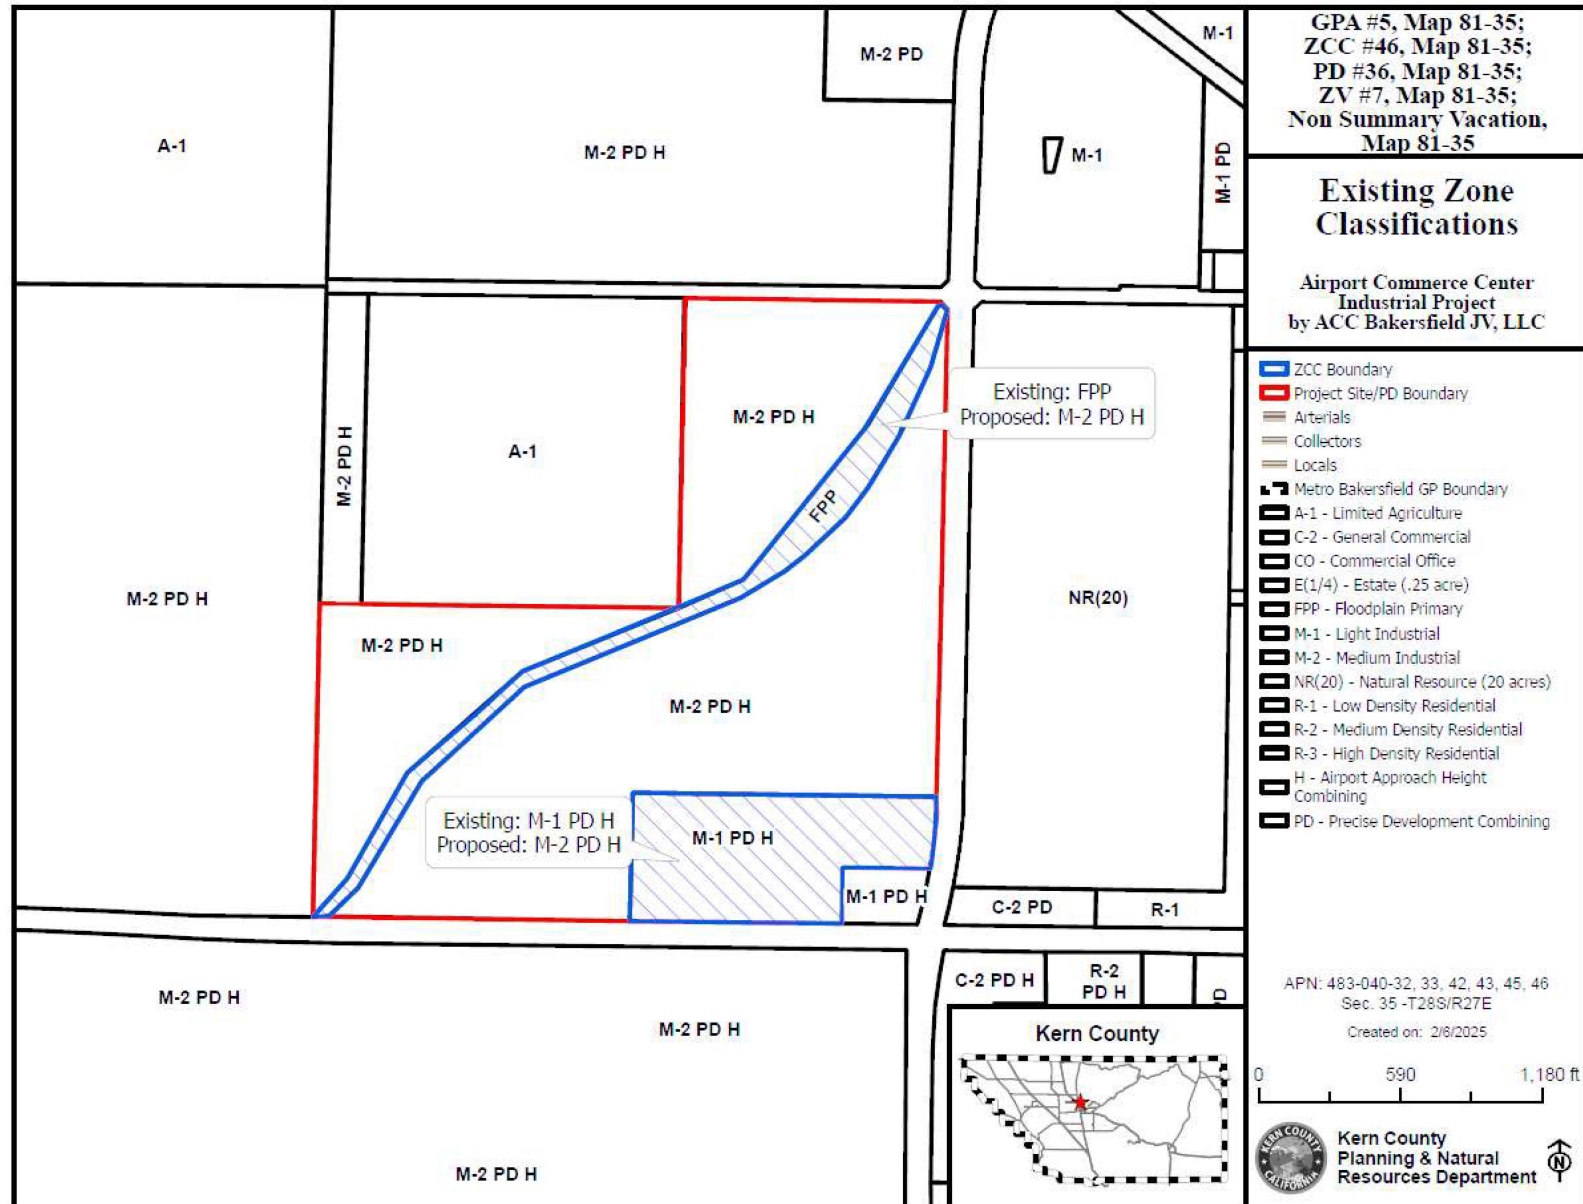 GPA #5, Map 81-35;
ZCC #46, Map 81-35;
PD #36, Map 81-35;
ZV #7, Map 81-35;
Non Summary Vacation,
Map 81-35
Existing Zone
Classifications
Airport Commerce Center
Industrial Project
by ACC Bakersfield JV, LLC
ZCC Boundary
Project Site/PD Boundary
Arterials
Collectors
Locals
Metro Bakersfield GP Boundary
A-1 - Limited Agriculture
C-2 - General Commercial
CO - Commercial Office
E(1/4) - Estate (.25 acre)
FPP - Floodplain Primary
M-1 - Light Industrial
M-2 - Medium Industrial
NR(20) - Natural Resource (20 acres)
R-1 - Low Density Residential
R-2 - Medium Density Residential
R-3 - High Density Residential
H - Airport Approach Height
Combining
PD - Precise Development Combining
APN: 483-040-32, 33, 42, 43, 45, 46
Sec. 35 -T28S/R27E
Created on: 2/6/2025
0 590 1,180 ft
KERN COUNTY
CALIFORNIA
Kern County
Planning & Natural
Resources Department
N
M-1
M-2 PD
A-1
M-2 PD H
M-1
M-1 PD
M-2 PD H
A-1
M-2 PD H
Existing: FPP
Proposed: M-2 PD H
FPP
M-2 PD H
NR(20)
M-2 PD H
M-2 PD H
Existing: M-1 PD H
Proposed: M-2 PD H
M-1 PD H
M-1 PD H
C-2 PD
R-1
C-2 PD H
R-2
PD H
PD
M-2 PD H
M-2 PD H
M-2 PD H
Kern County